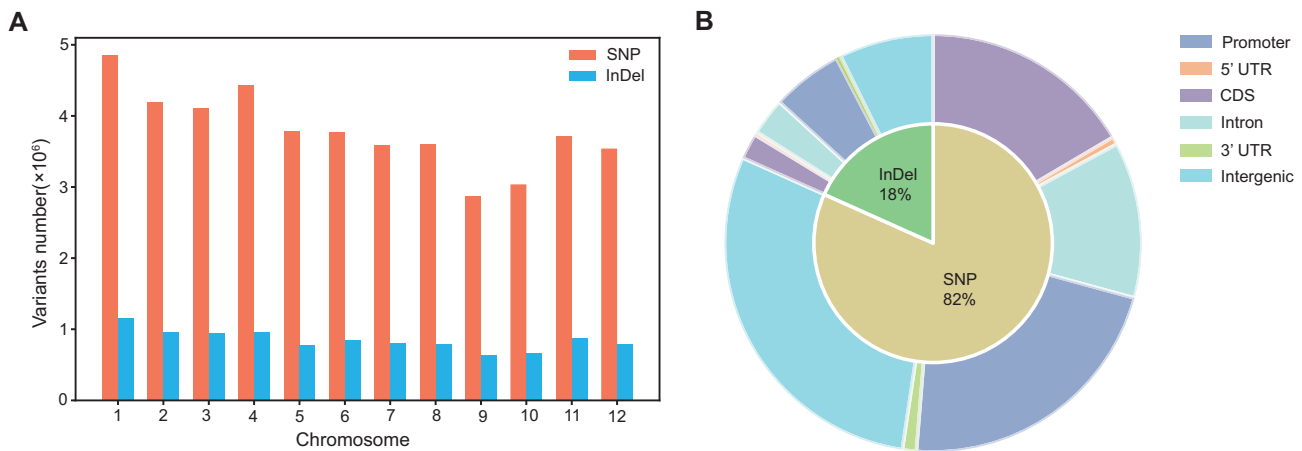 A
Variants number(×10⁶)
5
4
3
2
1
0
SNP
InDel
1 2 3 4 5 6 7 8 9 10 11 12
Chromosome
B
InDel
18%
SNP
82%
Promoter
5' UTR
CDS
Intron
3' UTR
Intergenic